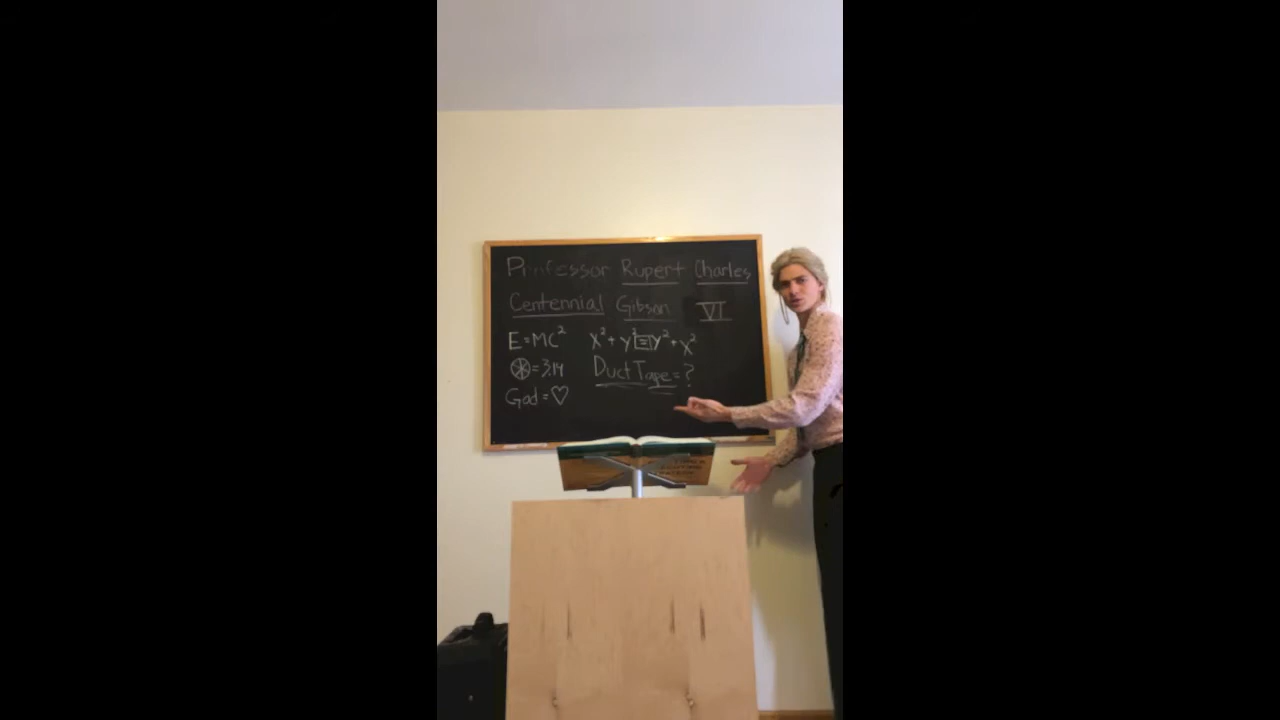 Professor Rupert Charles
Centennial Gibson VI
E=MC² X²+y²=y²+X²
=3.14 Duct Tape=?
God=♡